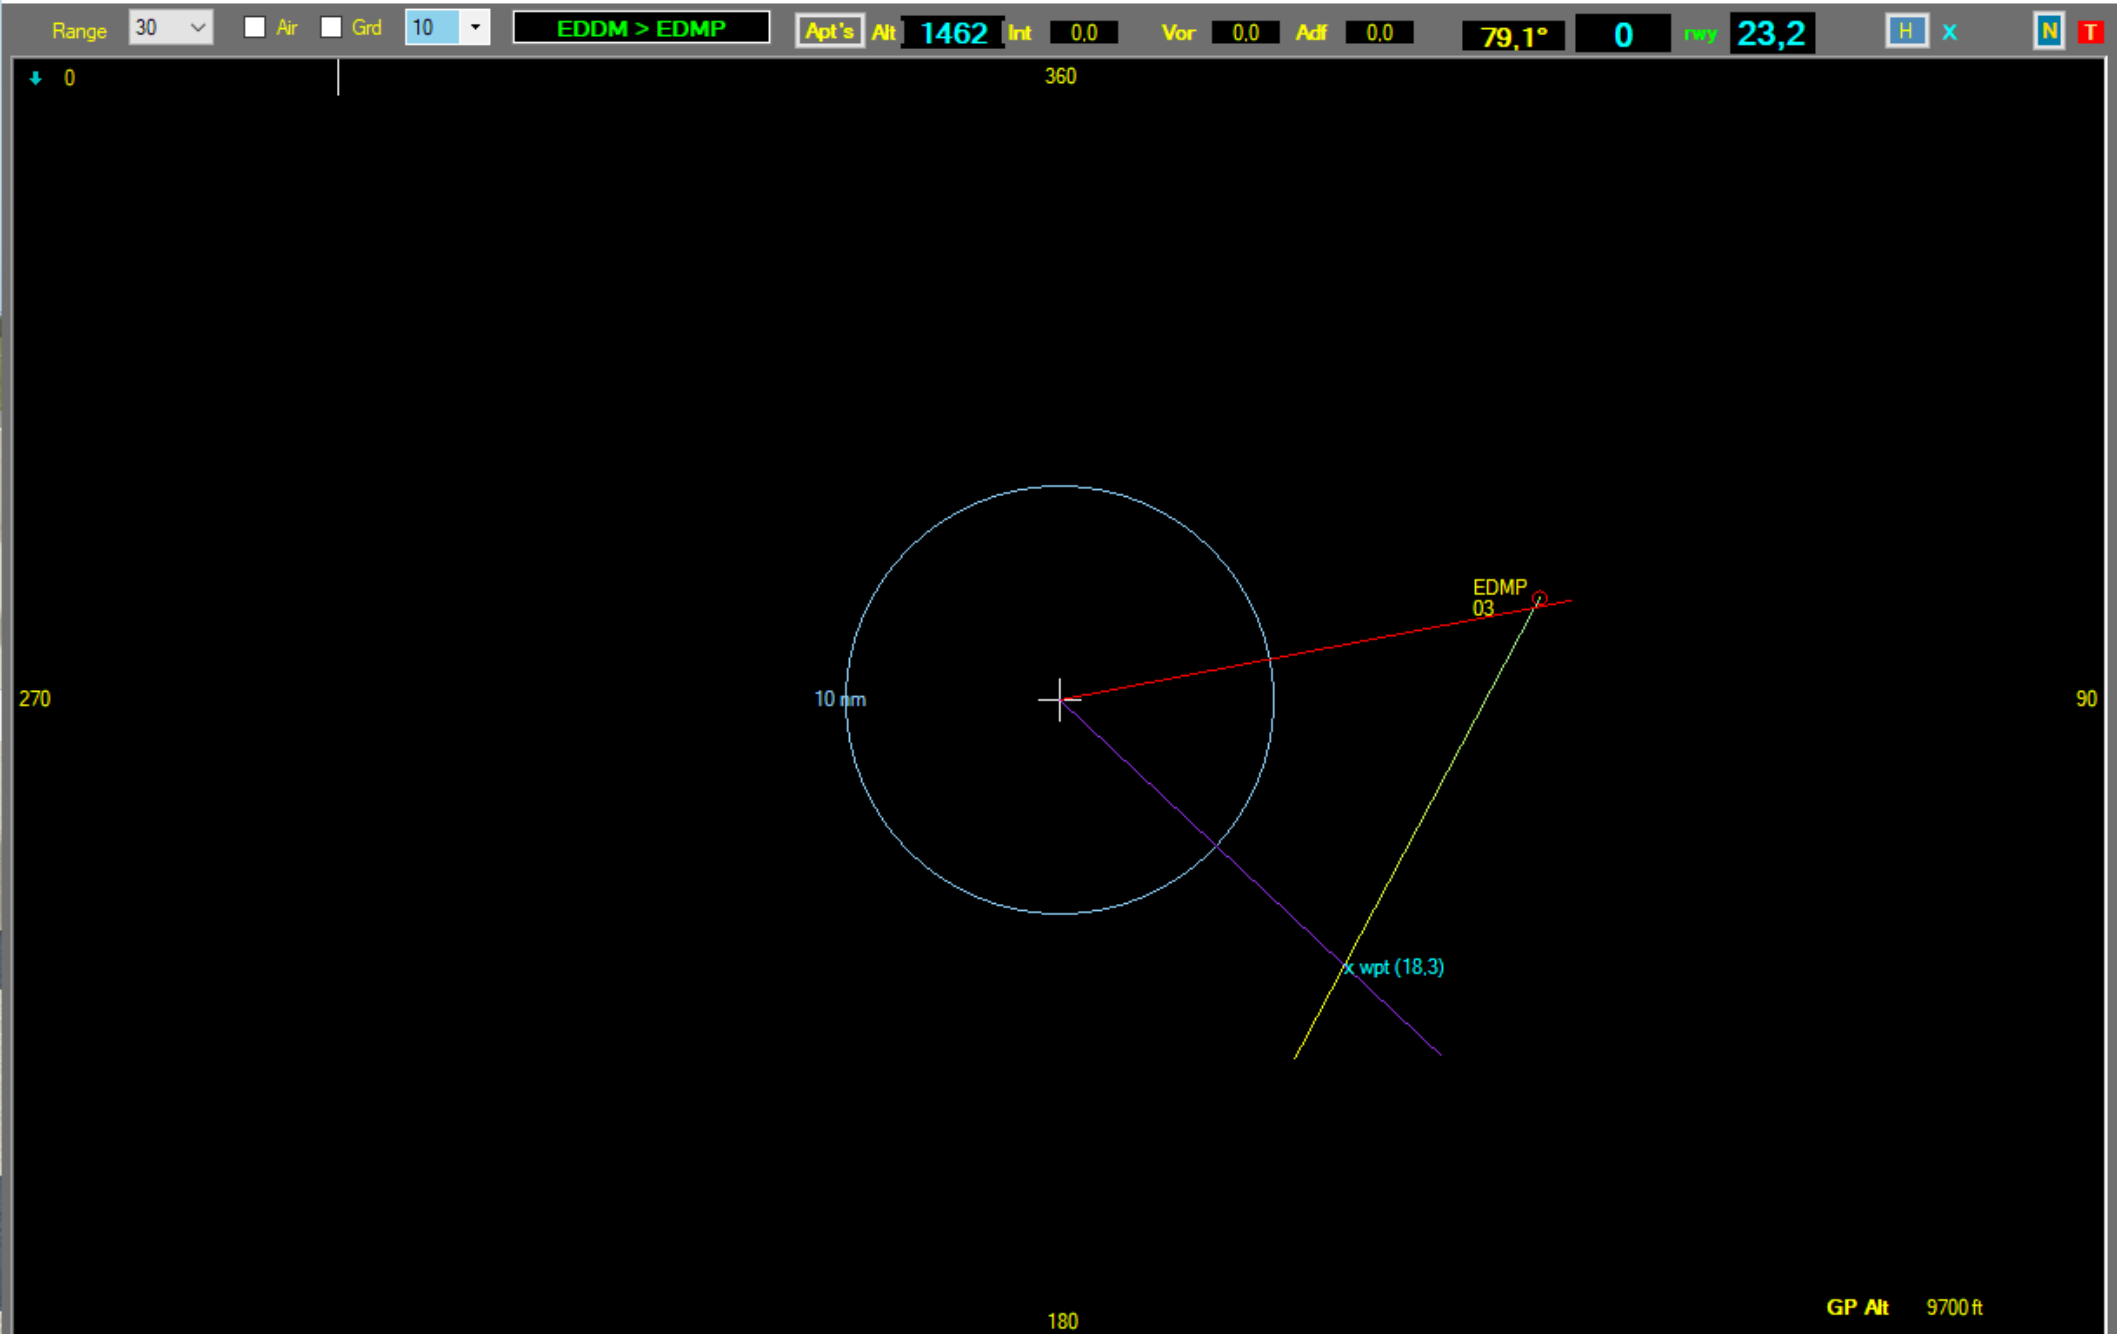 Range 30 Air Grd 10 EDDM > EDMP Apt's Alt 1462 Int 0,0 Vor 0,0 Adf 0,0 79,1° 0 rwy 23,2 H X N T
0
360
EDMP
03
270
10 nm
90
x wpt (18,3)
GP Alt 9700 ft
180